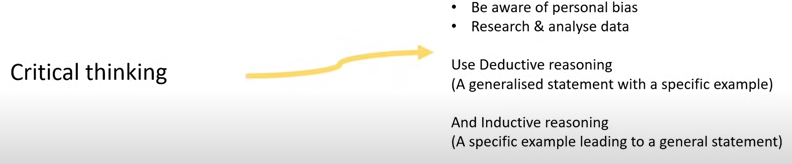 Critical thinking
• Be aware of personal bias
• Research & analyse data
Use Deductive reasoning
(A generalised statement with a specific example)
And Inductive reasoning
(A specific example leading to a general statement)